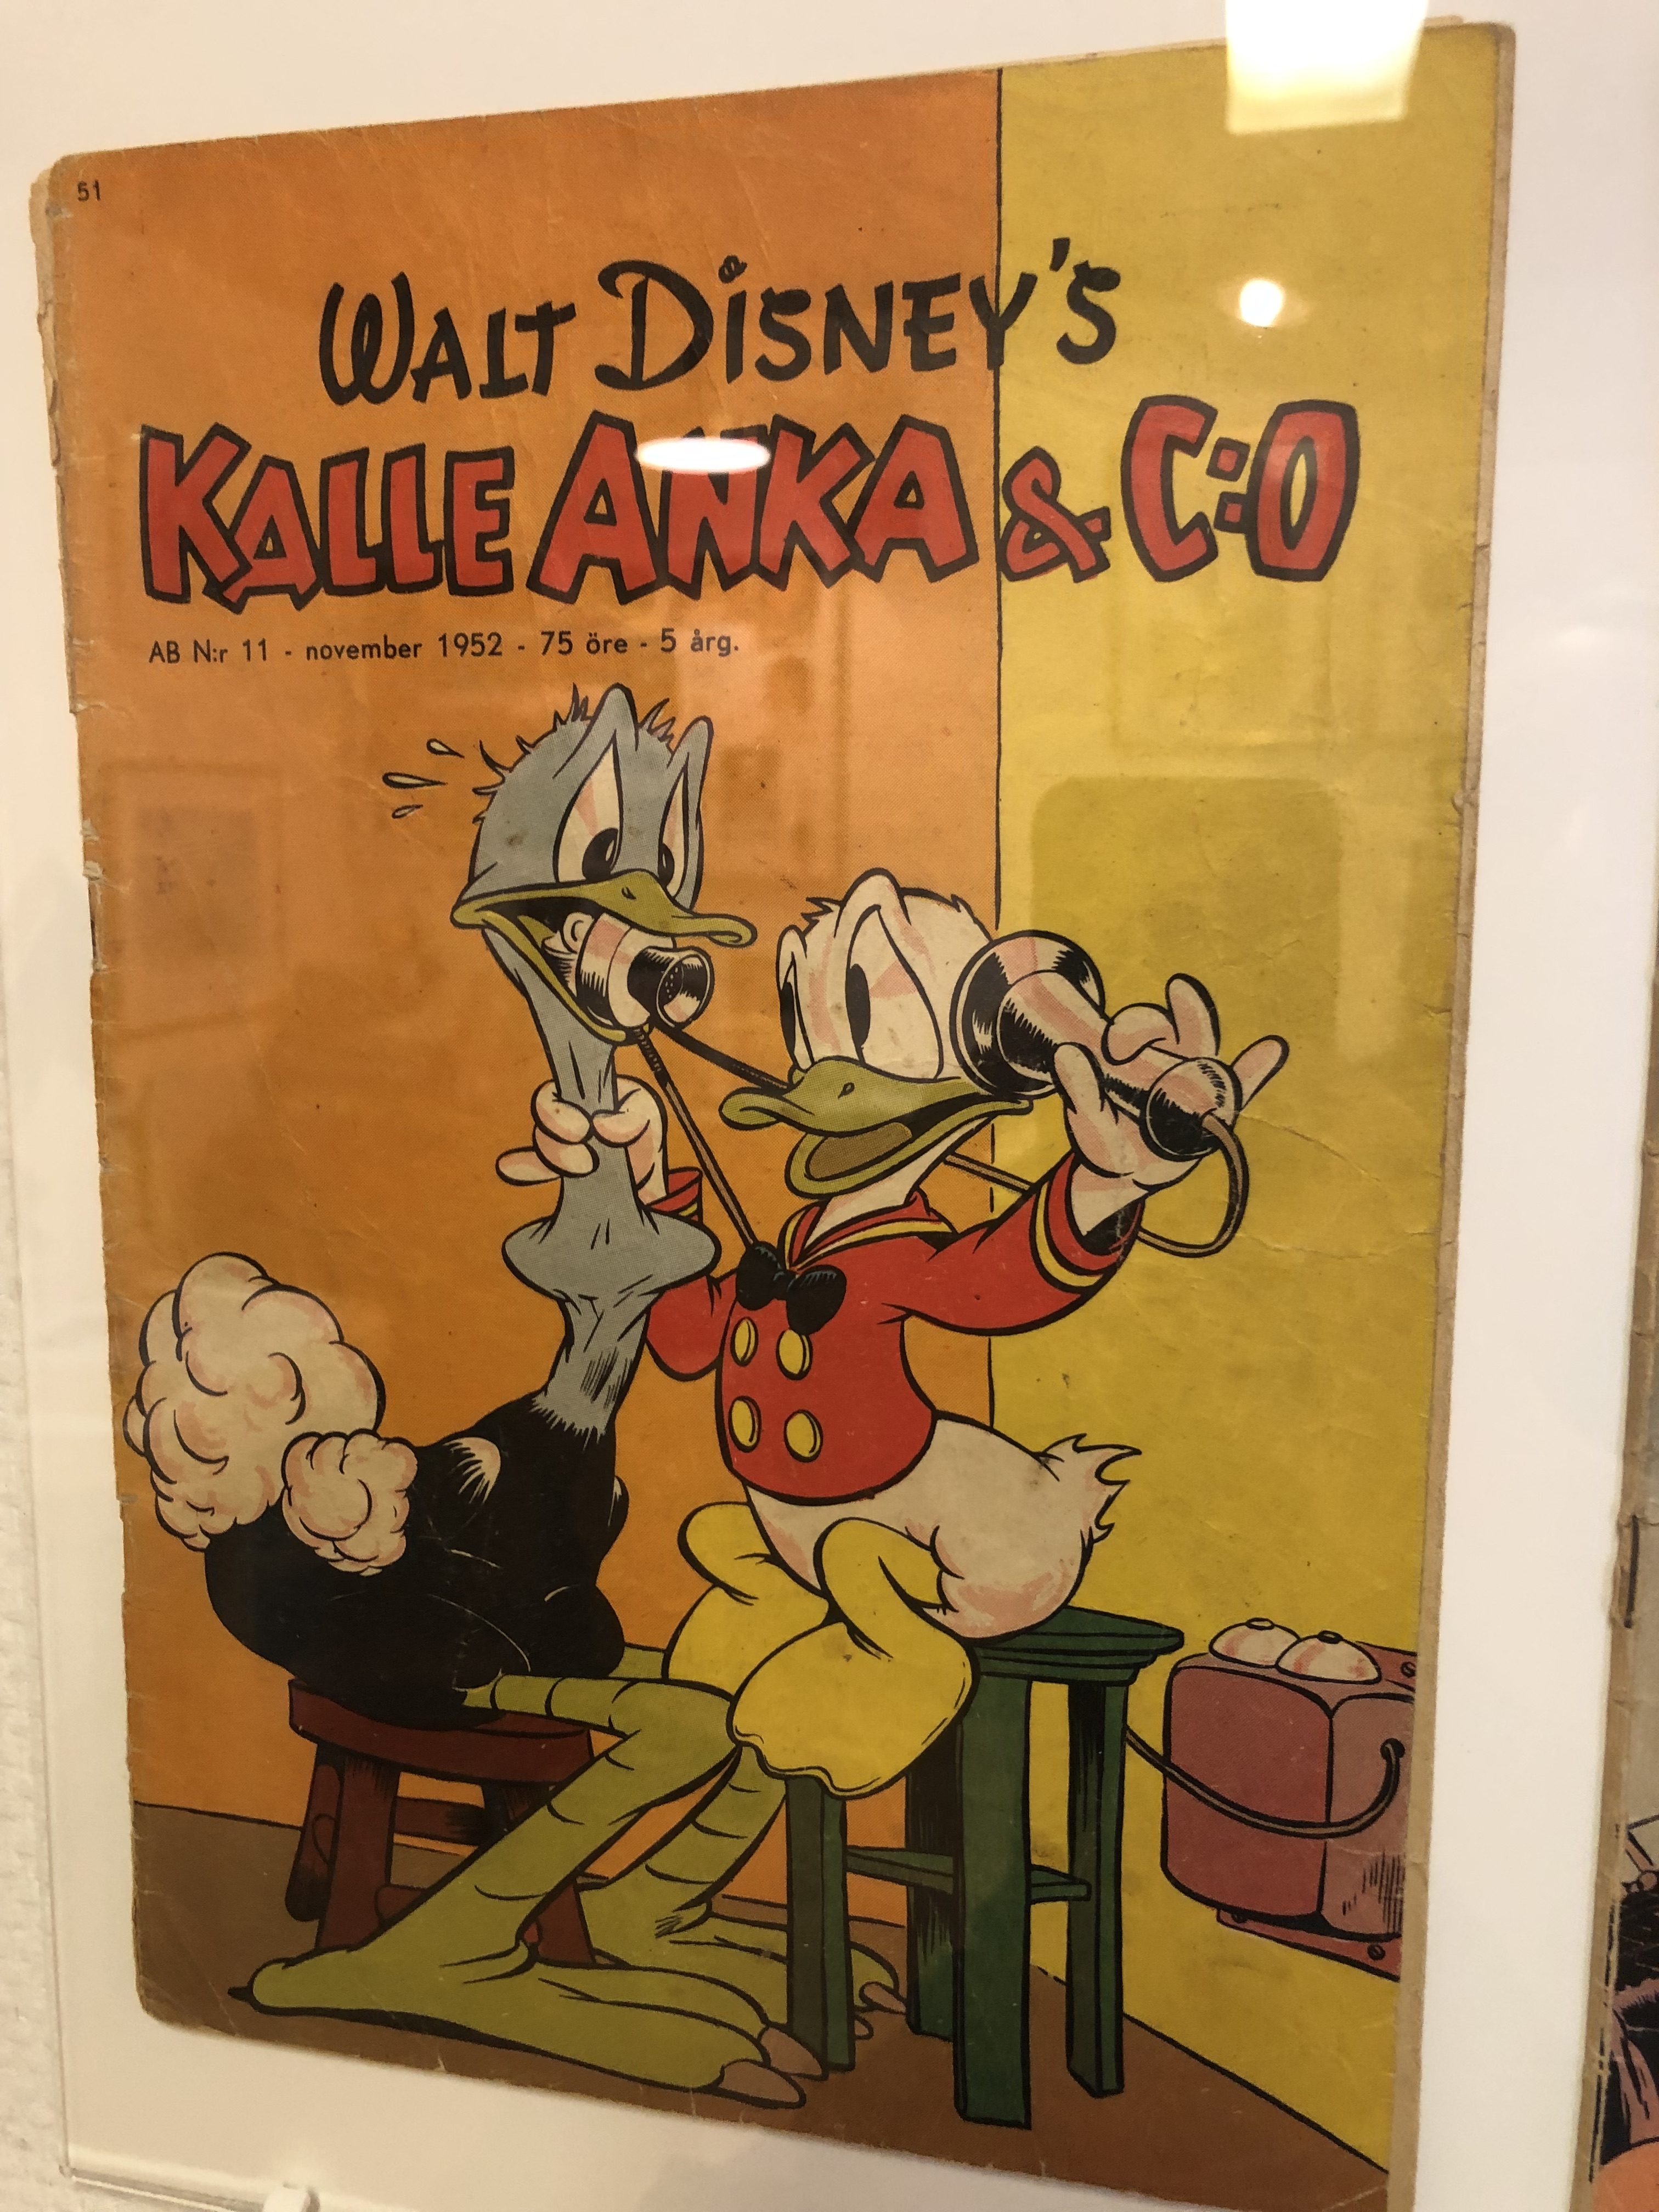 51
WALT DISNEY'S
KALLE ANKA & C:O
AB N:r 11 - november 1952 - 75 öre - 5 årg.